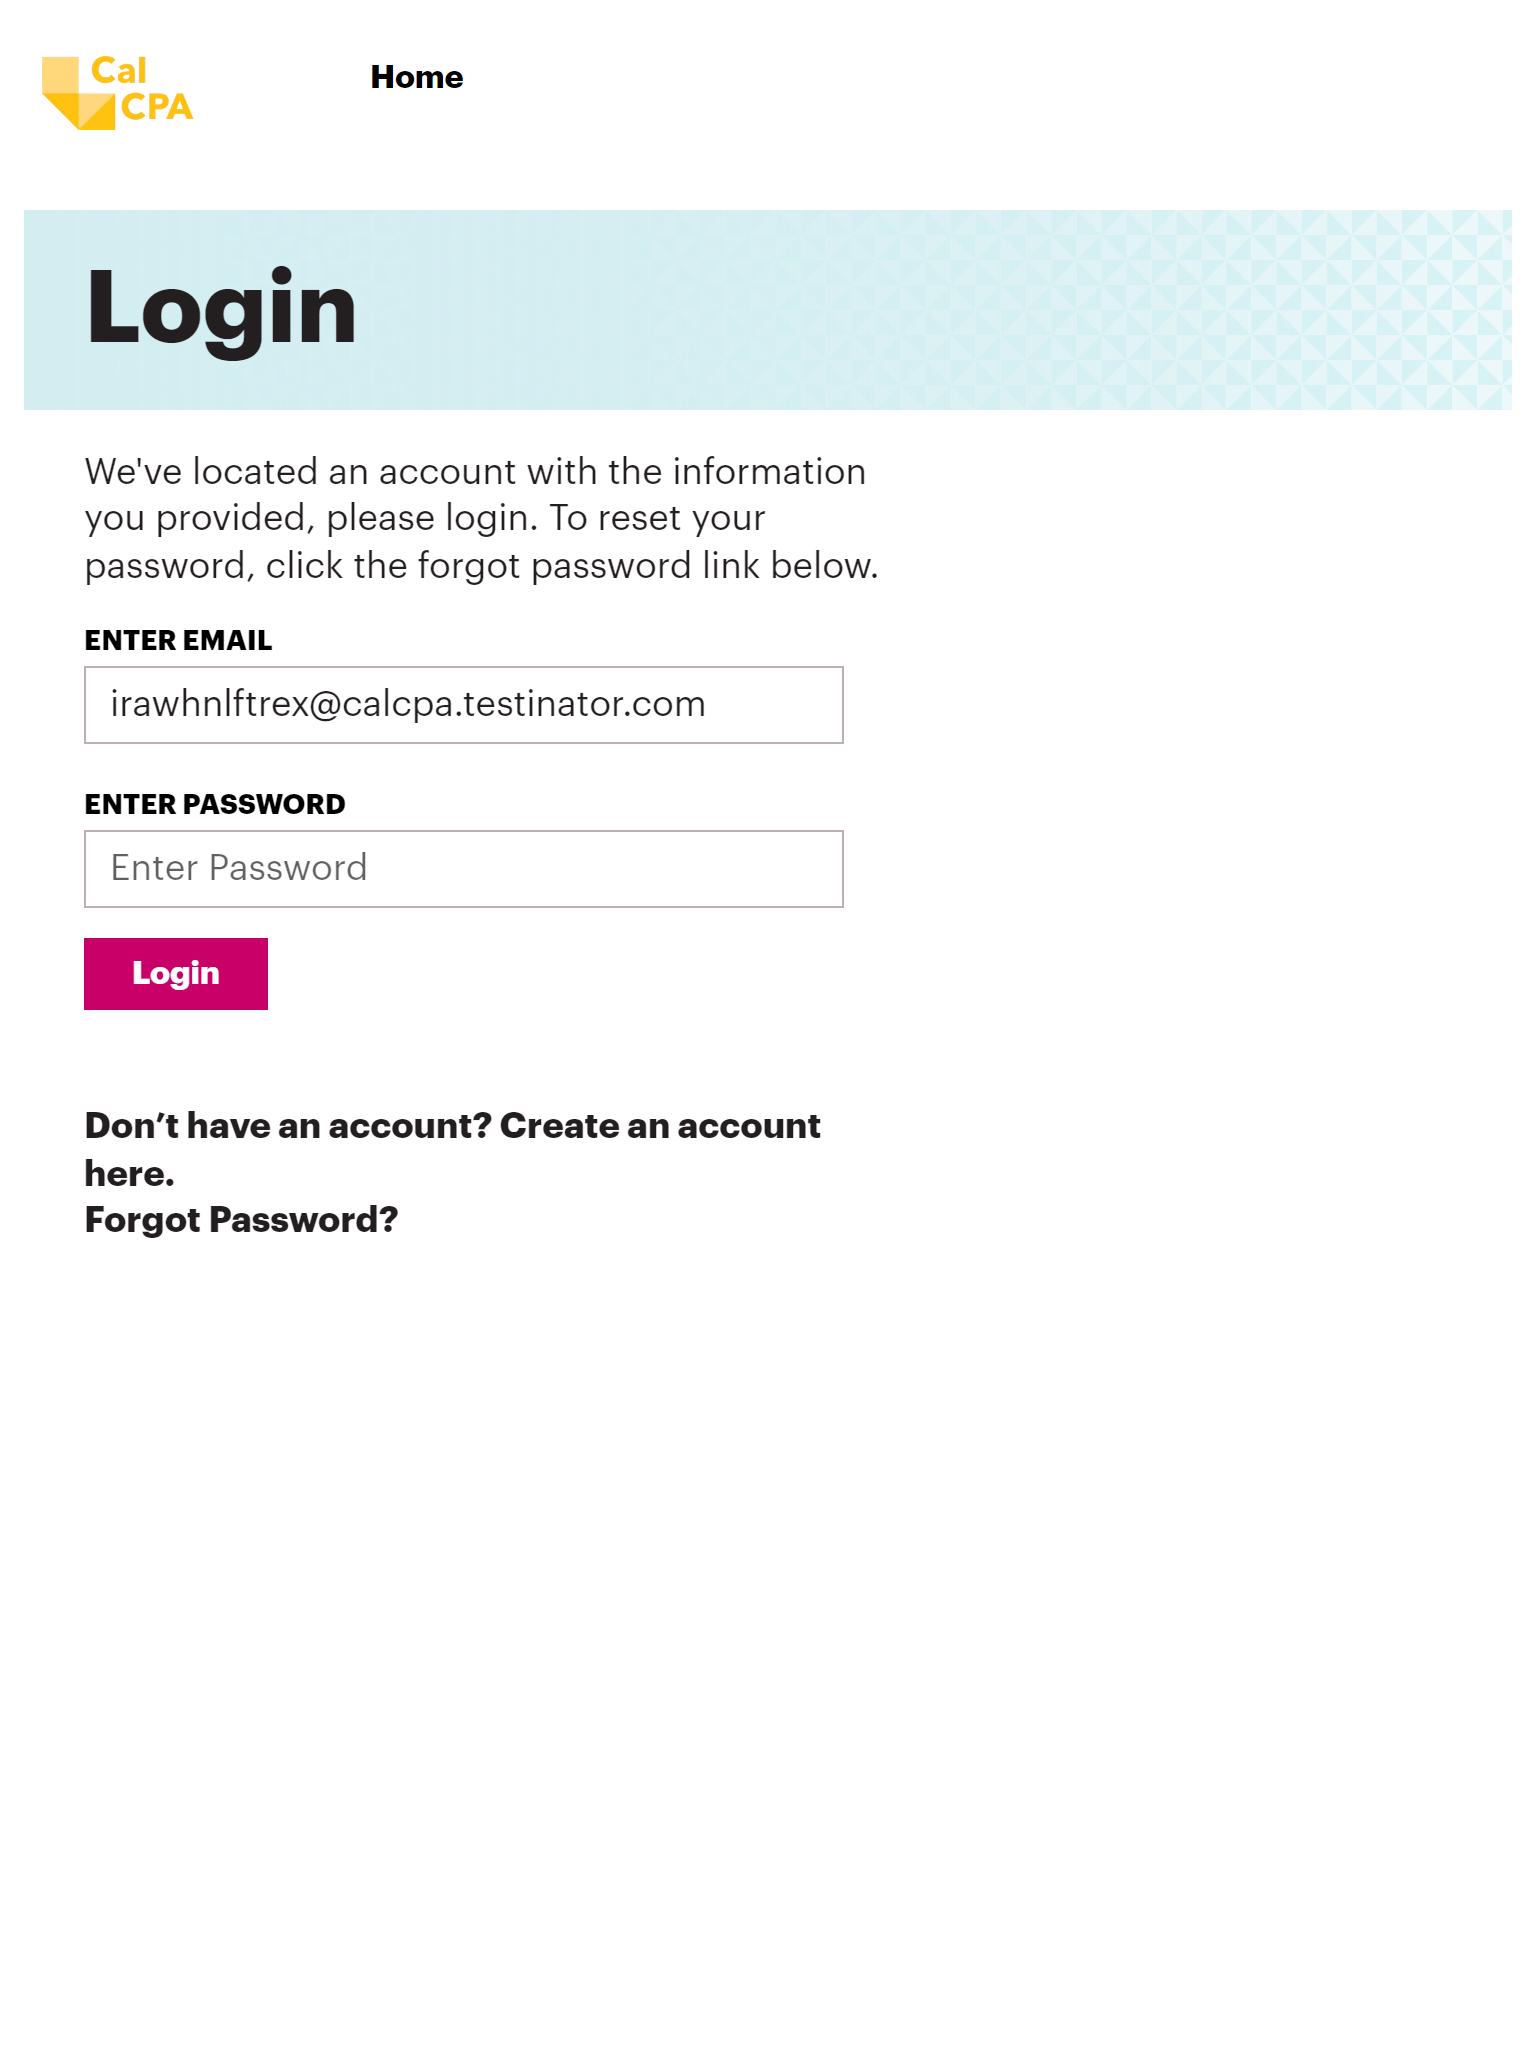 Cal
CPA
Home
Login
We've located an account with the information
you provided, please login. To reset your
password, click the forgot password link below.
ENTER EMAIL
irawhnlftrex@calcpa.testinator.com
ENTER PASSWORD
Enter Password
Login
Don’t have an account? Create an account
here.
Forgot Password?